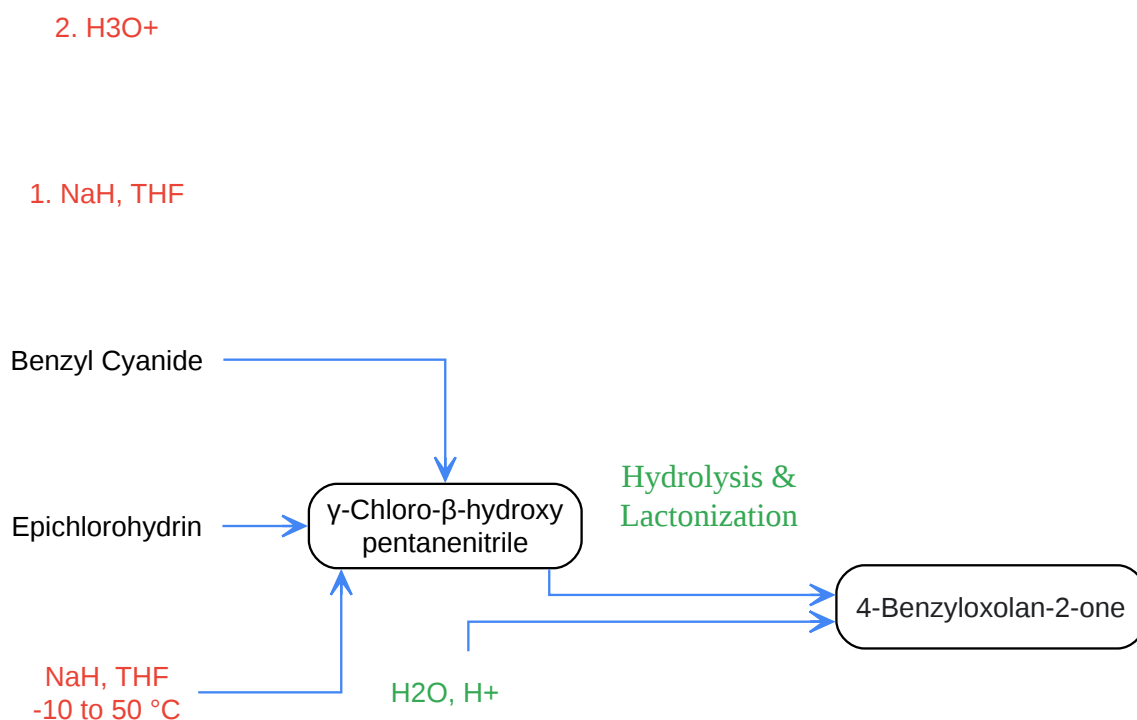 2. H3O+
1. NaH, THF
Benzyl Cyanide
Hydrolysis &
Lactonization
Epichlorohydrin
γ-Chloro-β-hydroxy
pentanenitrile
4-Benzyloxolan-2-one
NaH, THF
-10 to 50 °C
H2O, H+